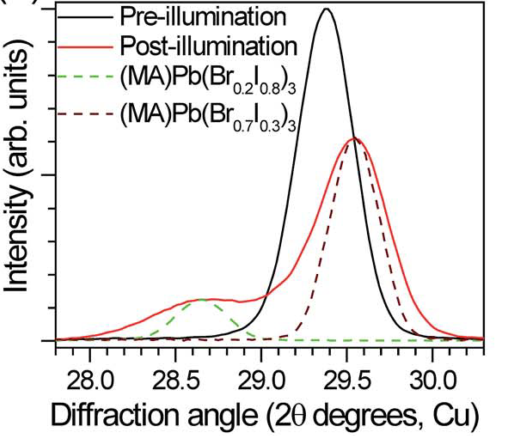 Pre-illumination
Post-illumination
(MA)Pb(Br0.2I0.8)3
(MA)Pb(Br0.7I0.3)3
Intensity (arb. units)
28.0 28.5 29.0 29.5 30.0
Diffraction angle (2θ degrees, Cu)